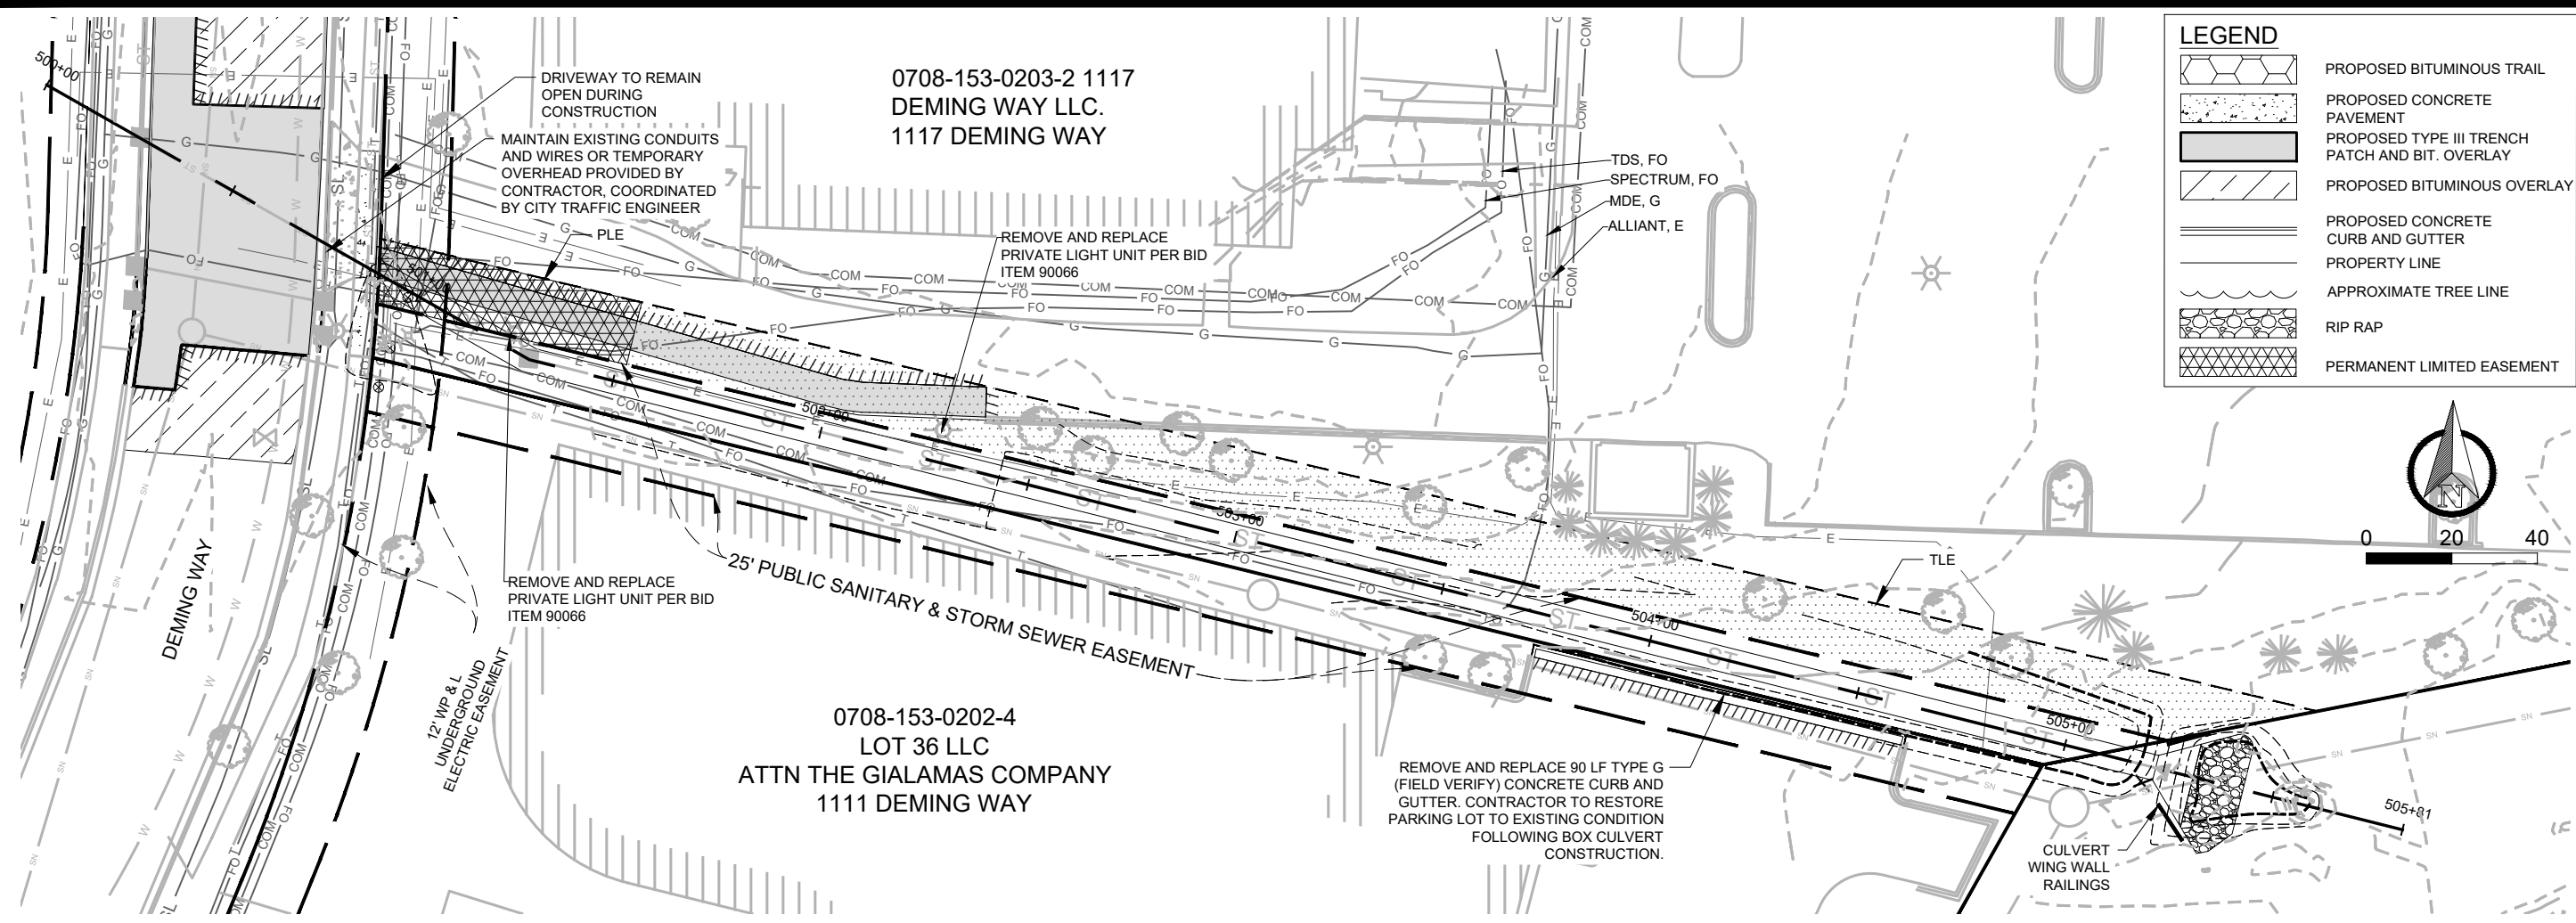 500+00
DRIVEWAY TO REMAIN
OPEN DURING
CONSTRUCTION
MAINTAIN EXISTING CONDUITS
AND WIRES OR TEMPORARY
OVERHEAD PROVIDED BY
CONTRACTOR, COORDINATED
BY CITY TRAFFIC ENGINEER
PLE
0708-153-0203-2 1117
DEMING WAY LLC.
1117 DEMING WAY
REMOVE AND REPLACE
PRIVATE LIGHT UNIT PER BID
ITEM 90066
TDS, FO
SPECTRUM, FO
MDE, G
ALLIANT, E
LEGEND
PROPOSED BITUMINOUS TRAIL
PROPOSED CONCRETE
PAVEMENT
PROPOSED TYPE III TRENCH
PATCH AND BIT. OVERLAY
PROPOSED BITUMINOUS OVERLAY
PROPOSED CONCRETE
CURB AND GUTTER
PROPERTY LINE
APPROXIMATE TREE LINE
RIP RAP
PERMANENT LIMITED EASEMENT
N
0 20 40
502+00
503+00
504+00
505+00
505+81
TLE
DEMING WAY
12' WP & L
UNDERGROUND
ELECTRIC EASEMENT
REMOVE AND REPLACE
PRIVATE LIGHT UNIT PER BID
ITEM 90066
25' PUBLIC SANITARY & STORM SEWER EASEMENT
0708-153-0202-4
LOT 36 LLC
ATTN THE GIALAMAS COMPANY
1111 DEMING WAY
REMOVE AND REPLACE 90 LF TYPE G
(FIELD VERIFY) CONCRETE CURB AND
GUTTER. CONTRACTOR TO RESTORE
PARKING LOT TO EXISTING CONDITION
FOLLOWING BOX CULVERT
CONSTRUCTION.
CULVERT
WING WALL
RAILINGS